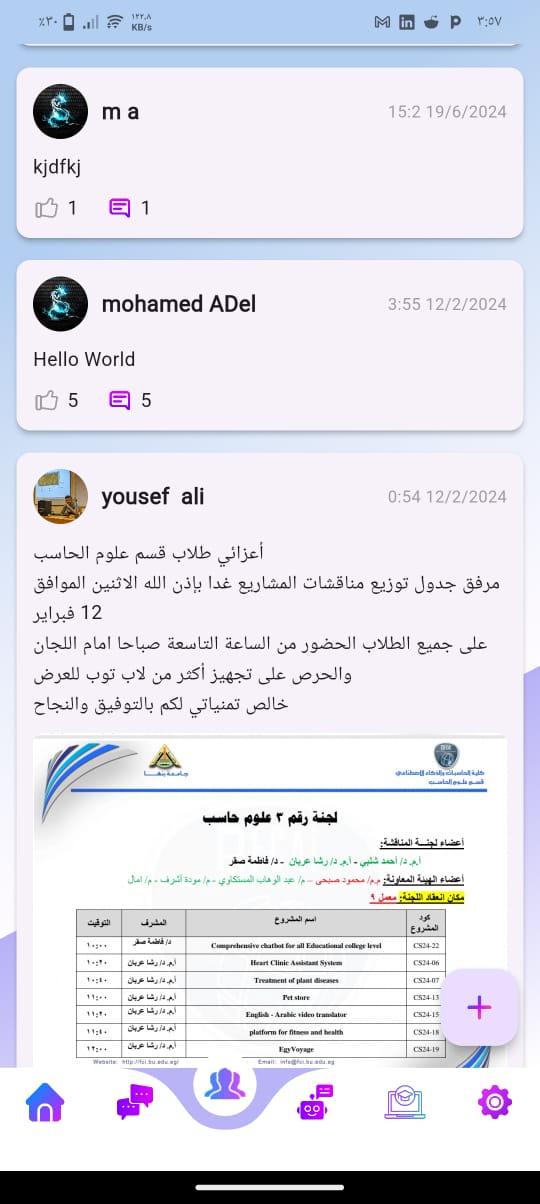 ٪٣٠
١٢٢,٨ KB/s
٣:٥٧
m a
15:2 19/6/2024
kjdfkj
1 1
mohamed ADel
3:55 12/2/2024
Hello World
5 5
yousef ali
0:54 12/2/2024
أعزائي طلاب قسم علوم الحاسب
مرفق جدول توزيع مناقشات المشاريع غدا بإذن الله الاثنين الموافق
12 فبراير
على جميع الطلاب الحضور من الساعة التاسعة صباحا امام اللجان
والحرص على تجهيز أكثر من لاب توب للعرض
خالص تمنياتي لكم بالتوفيق والنجاح
كلية الحاسبات والذكاء الاصطناعي
قسم علوم الحاسب
جامعة بنها
لجنة رقم ٣ علوم حاسب
أعضاء لجنة المناقشة:
أ.م.د/ أحمد شلبي - أ.م.د/ رشا عربان - د/ فاطمة صقر
أعضاء الهيئة المعاونة: م.م/ محمود صبحى – م/ عبد الوهاب المستكاوي - م/ مودة أشرف - م/ امال
مكان انعقاد اللجنة: معمل ٩
كود المشروع اسم المشروع المشرف التوقيت
CS24-22 Comprehensive chatbot for all Educational college level د/ فاطمة صقر ١٠:٠٠
CS24-06 Heart Clinic Assistant System أ.م.د/ رشا عربان ١٠:٢٠
CS24-07 Treatment of plant diseases أ.م.د/ رشا عربان ١٠:٤٠
CS24-13 Pet store أ.م.د/ رشا عربان ١١:٠٠
CS24-15 English - Arabic video translator أ.م.د/ رشا عربان ١١:٢٠
CS24-18 platform for fitness and health أ.م.د/ رشا عربان ١١:٤٠
CS24-19 EgyVoyage أ.م.د/ رشا عربان ١٢:٠٠
Website: http://fci.bu.edu.eg/ Email: info@fci.bu.edu.eg